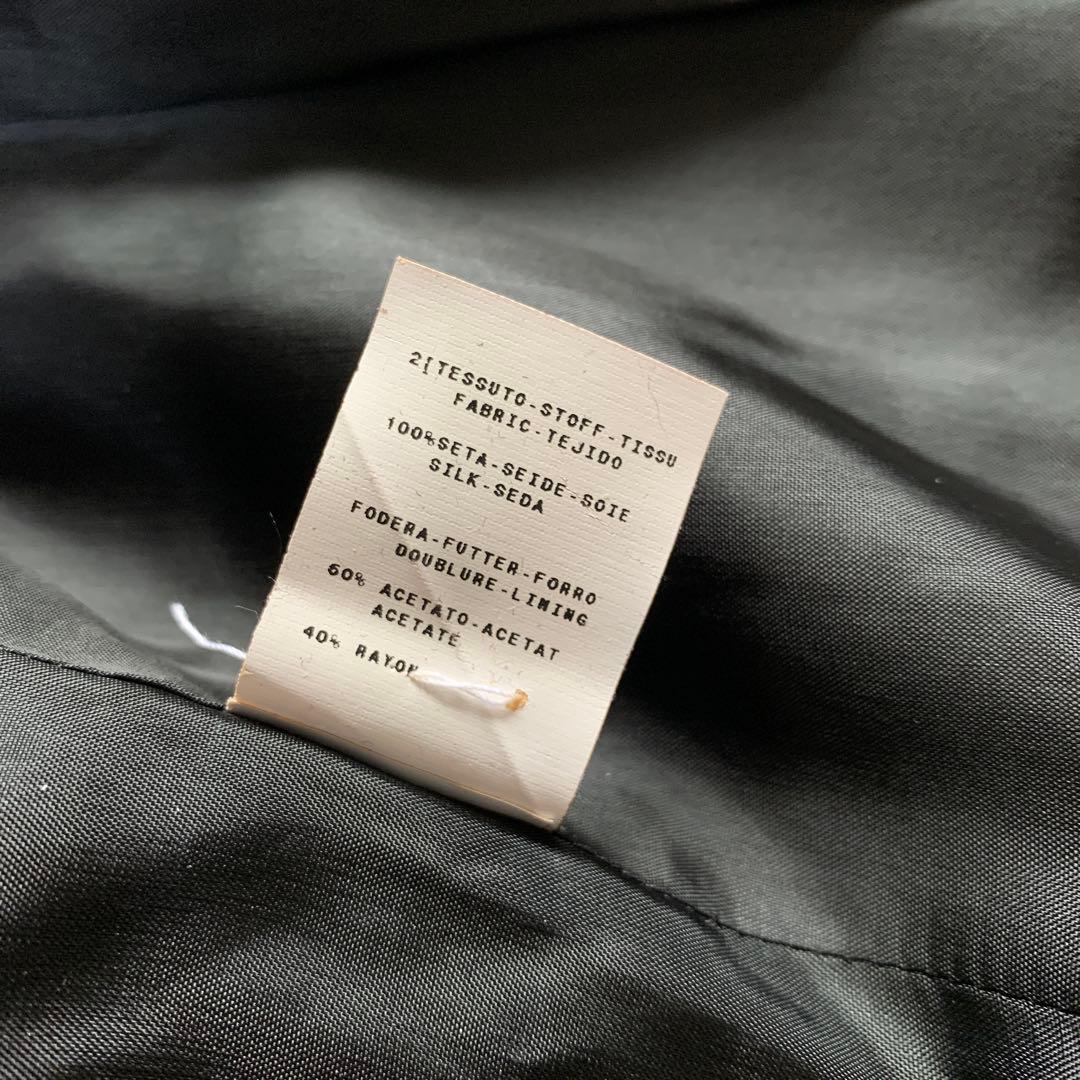 2[TESSUTO-STOFF-TISSU
FABRIC-TEJIDO
100%SETA-SEIDE-SOIE
SILK-SEDA
FODERA-FUTTER-FORRO
DOUBLURE-LINING
60% ACETATO-ACETAT
ACETATE
40% RAYON